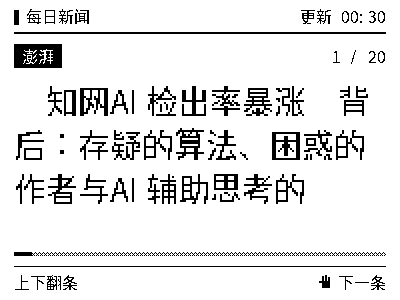 每日新闻
更新 00:30
澎湃
1 / 20
知网AI 检出率暴涨 背
后：存疑的算法、困惑的
作者与AI 辅助思考的
上下翻条
下一条